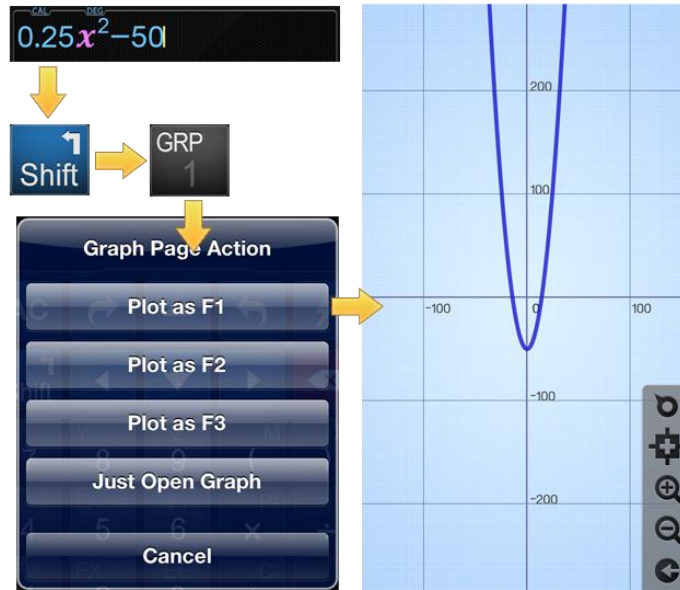 CAL DEG
0.25x²−50
Shift
GRP
1
Graph Page Action
Plot as F1
Plot as F2
Plot as F3
Just Open Graph
Cancel
200
100
-100 0 100
-100
-200